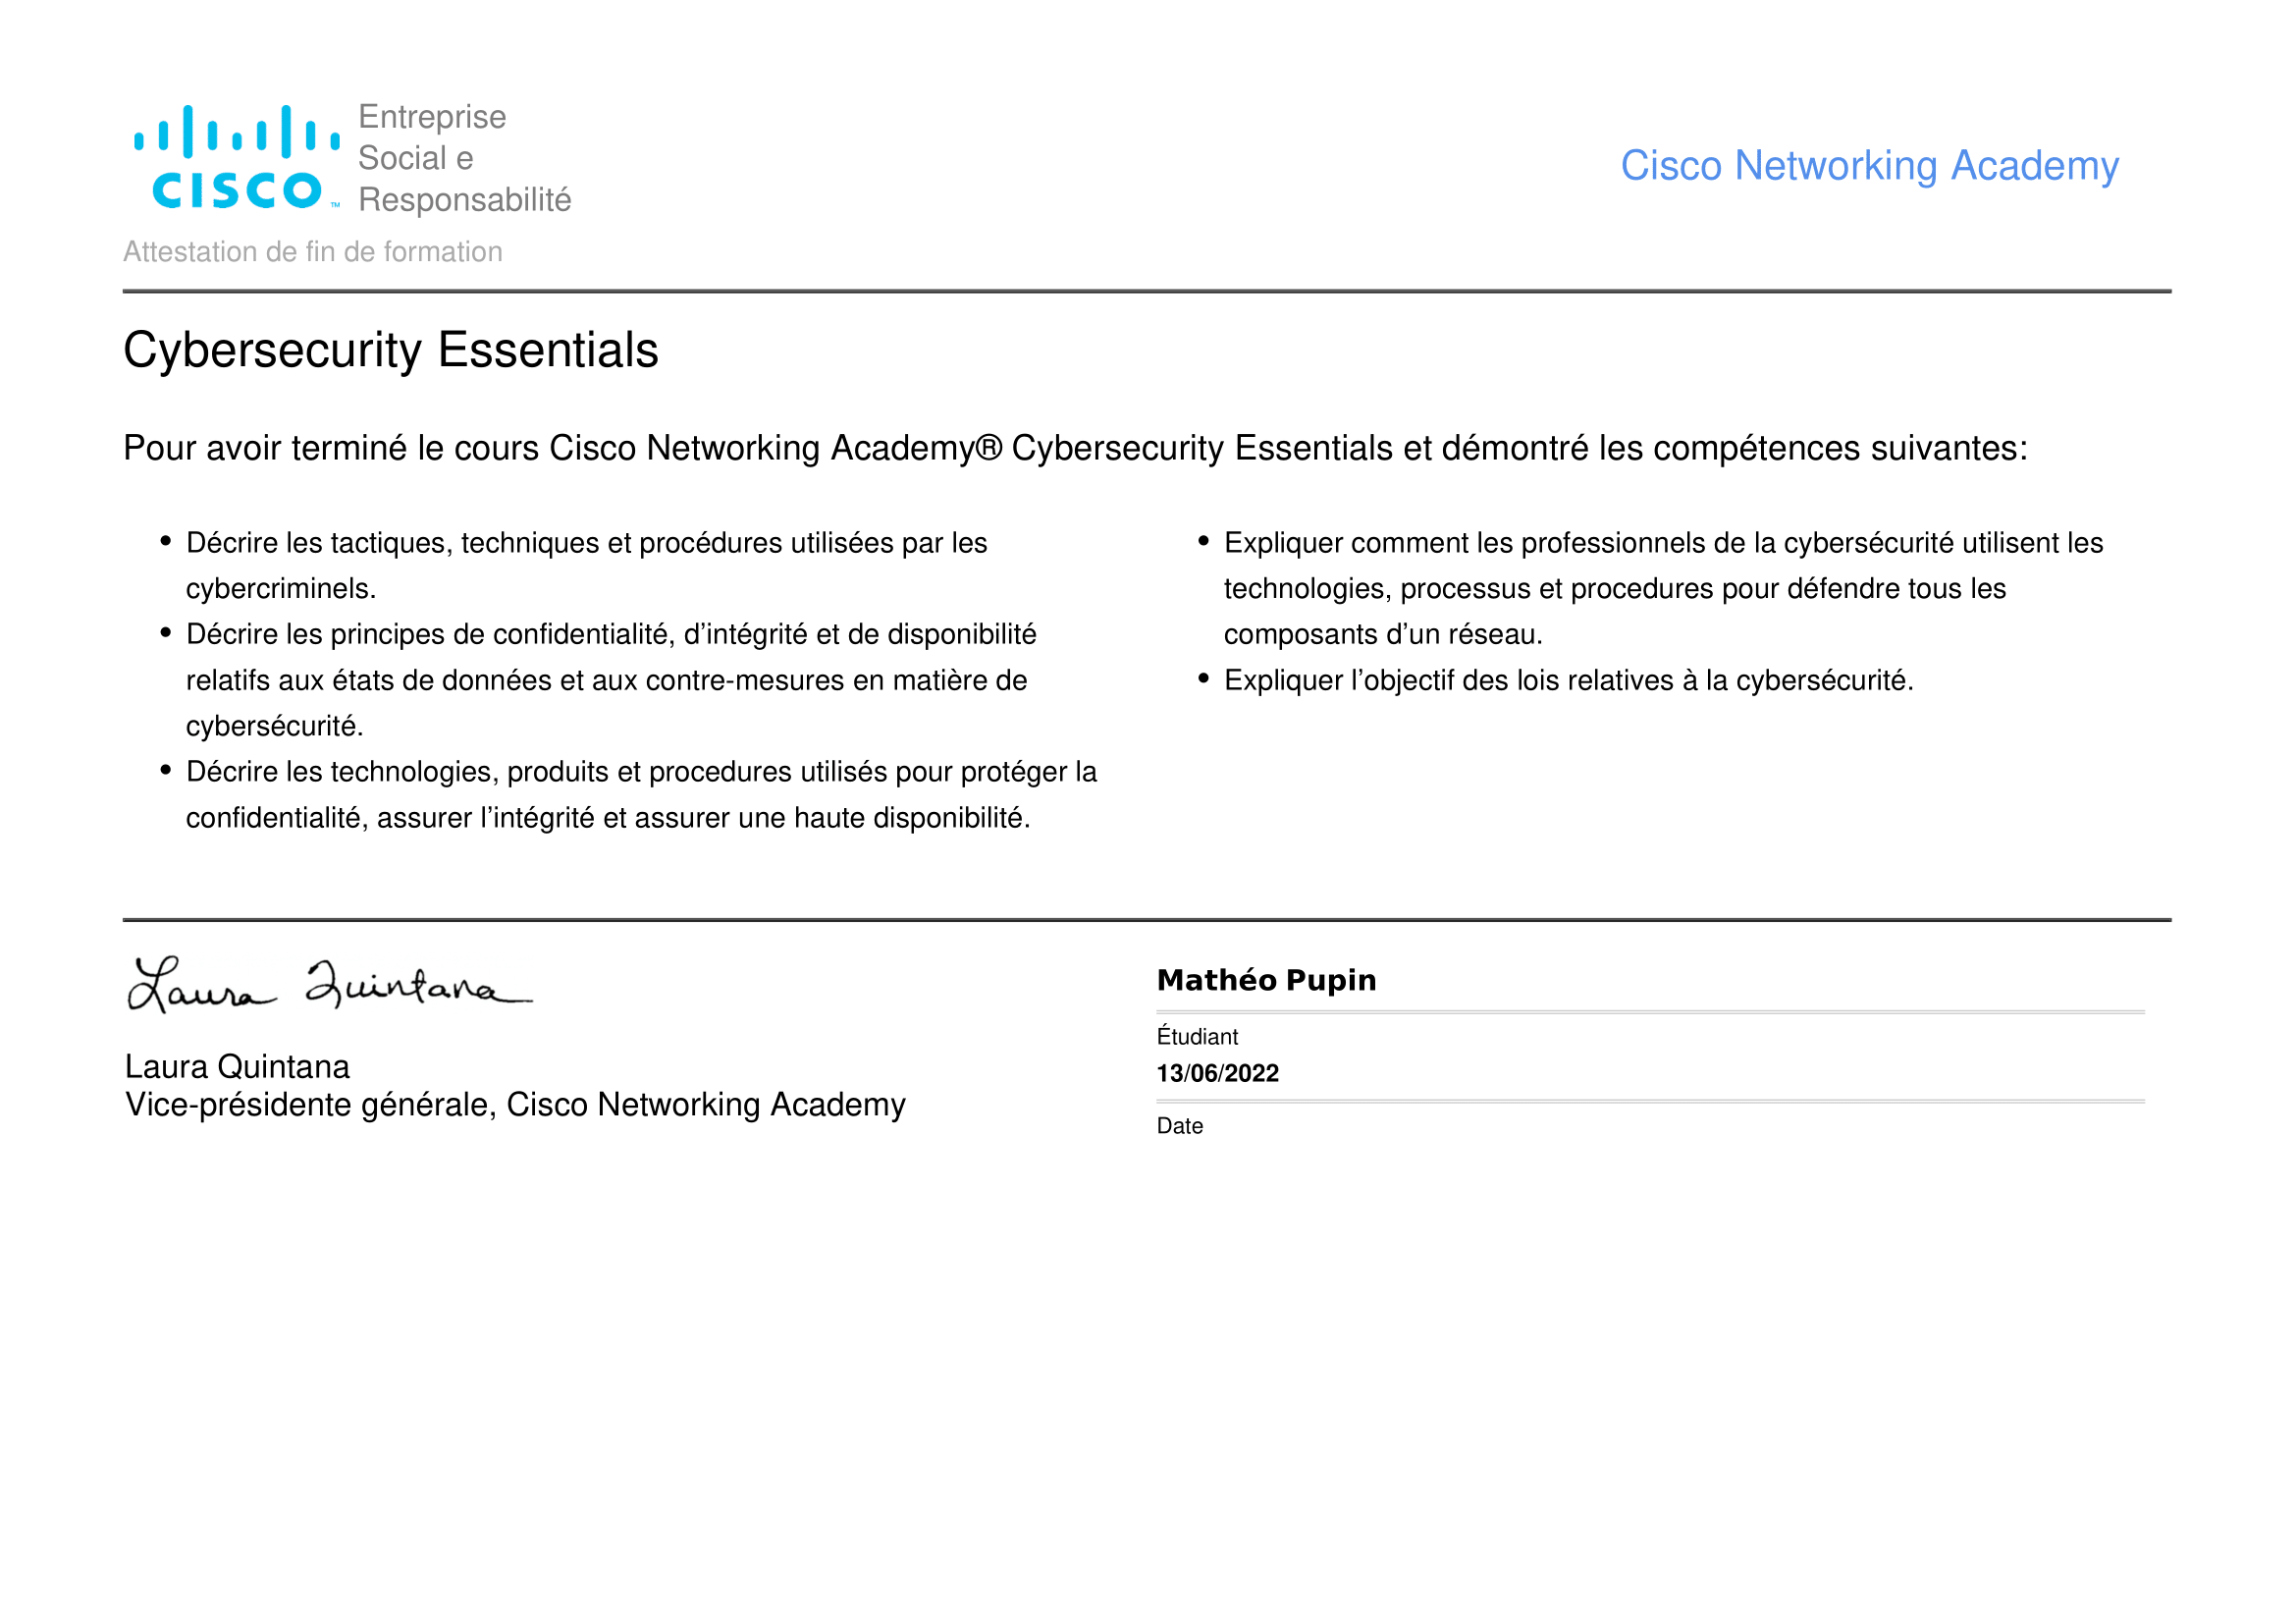 CISCO™
Entreprise
Social e
Responsabilité
Cisco Networking Academy
Attestation de fin de formation
Cybersecurity Essentials
Pour avoir terminé le cours Cisco Networking Academy® Cybersecurity Essentials et démontré les compétences suivantes:
• Décrire les tactiques, techniques et procédures utilisées par les
cybercriminels.
• Décrire les principes de confidentialité, d’intégrité et de disponibilité
relatifs aux états de données et aux contre-mesures en matière de
cybersécurité.
• Décrire les technologies, produits et procedures utilisés pour protéger la
confidentialité, assurer l’intégrité et assurer une haute disponibilité.
• Expliquer comment les professionnels de la cybersécurité utilisent les
technologies, processus et procedures pour défendre tous les
composants d’un réseau.
• Expliquer l’objectif des lois relatives à la cybersécurité.
Laura Quintana
Laura Quintana
Vice-présidente générale, Cisco Networking Academy
Mathéo Pupin
Étudiant
13/06/2022
Date